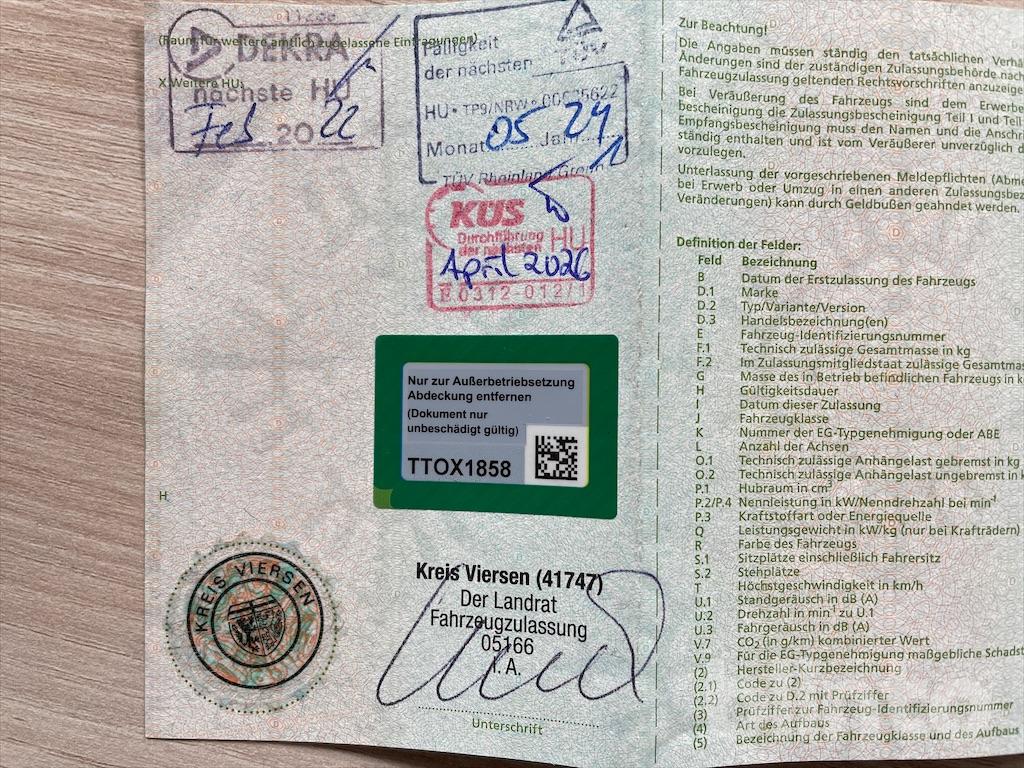 (Raum für weitere amtlich zugelassene Eintragungen)
DEKRA
X Weitere HU:
nächste HU
Feb 2022
Fälligkeit
der nächsten
HU • TP9/NRW •
05 24
Monat Jahr
TÜV Rheinland
KÜS
Durchführung
der nächsten HU
April 2026
Nur zur Außerbetriebsetzung
Abdeckung entfernen
(Dokument nur
unbeschädigt gültig)
TTOX1858
H
KREIS VIERSEN
Kreis Viersen (41747)
Der Landrat
Fahrzeugzulassung
05166
I. A.
Unterschrift
Zur Beachtung!
Die Angaben müssen ständig den tatsächlichen Verhä
Änderungen sind der zuständigen Zulassungsbehörde nach
Fahrzeugzulassung geltenden Rechtsvorschriften anzuzeige
Bei Veräußerung des Fahrzeugs sind dem Erwerbe
bescheinigung die Zulassungsbescheinigung Teil I und Teil
Empfangsbescheinigung muss den Namen und die Anschr
ständig enthalten und ist vom Veräußerer unverzüglich d
vorzulegen.
Unterlassung der vorgeschriebenen Meldepflichten (Abme
bei Erwerb oder Umzug in einen anderen Zulassungsbez
Veränderungen) kann durch Geldbußen geahndet werden.
Definition der Felder:
Feld Bezeichnung
B Datum der Erstzulassung des Fahrzeugs
D.1 Marke
D.2 Typ/Variante/Version
D.3 Handelsbezeichnung(en)
E Fahrzeug-Identifizierungsnummer
F.1 Technisch zulässige Gesamtmasse in kg
F.2 Im Zulassungsmitgliedstaat zulässige Gesamtmas
G Masse des in Betrieb befindlichen Fahrzeugs in k
H Gültigkeitsdauer
I Datum dieser Zulassung
J Fahrzeugklasse
K Nummer der EG-Typgenehmigung oder ABE
L Anzahl der Achsen
O.1 Technisch zulässige Anhängelast gebremst in kg
O.2 Technisch zulässige Anhängelast ungebremst in k
P.1 Hubraum in cm³
P.2/P.4 Nennleistung in kW/Nenndrehzahl bei min⁻¹
P.3 Kraftstoffart oder Energiequelle
Q Leistungsgewicht in kW/kg (nur bei Krafträdern)
R Farbe des Fahrzeugs
S.1 Sitzplätze einschließlich Fahrersitz
S.2 Stehplätze
T Höchstgeschwindigkeit in km/h
U.1 Standgeräusch in dB (A)
U.2 Drehzahl in min⁻¹ zu U.1
U.3 Fahrgeräusch in dB (A)
V.7 CO₂ (in g/km) kombinierter Wert
V.9 Für die EG-Typgenehmigung maßgebliche Schadst
(2) Hersteller-Kurzbezeichnung
(2.1) Code zu (2)
(2.2) Code zu D.2 mit Prüfziffer
(3) Prüfziffer zur Fahrzeug-Identifizierungsnummer
(4) Art des Aufbaus
(5) Bezeichnung der Fahrzeugklasse und des Aufbaus